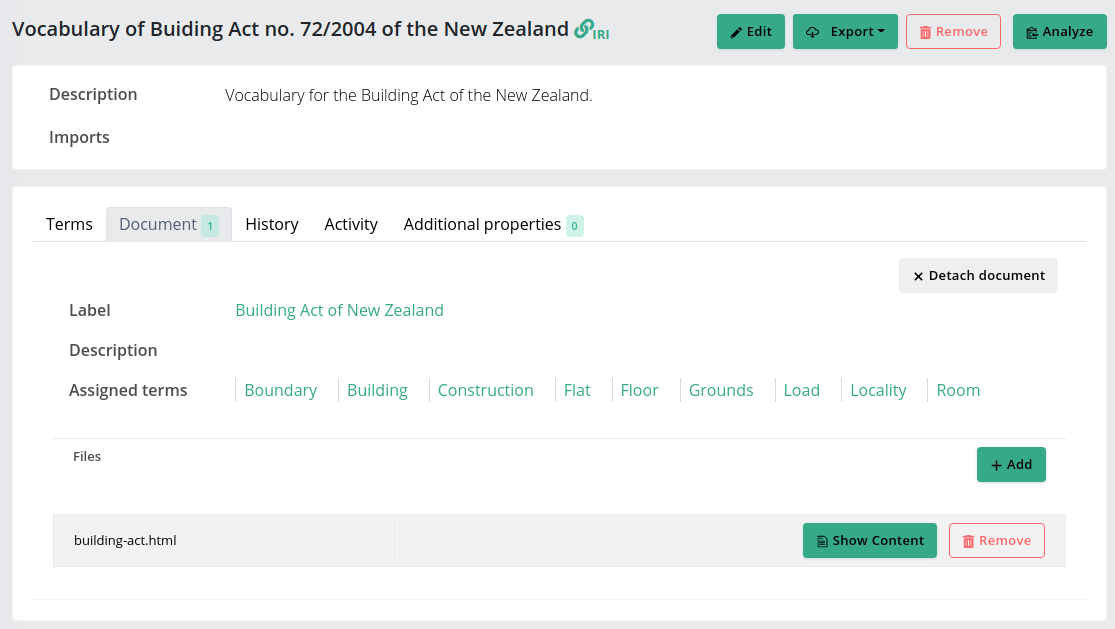 Vocabulary of Buiding Act no. 72/2004 of the New Zealand IRI
Edit Export Remove Analyze
Description Vocabulary for the Building Act of the New Zealand.
Imports
Terms Document 1 History Activity Additional properties 0
× Detach document
Label Building Act of New Zealand
Description
Assigned terms Boundary Building Construction Flat Floor Grounds Load Locality Room
Files
+ Add
building-act.html Show Content Remove